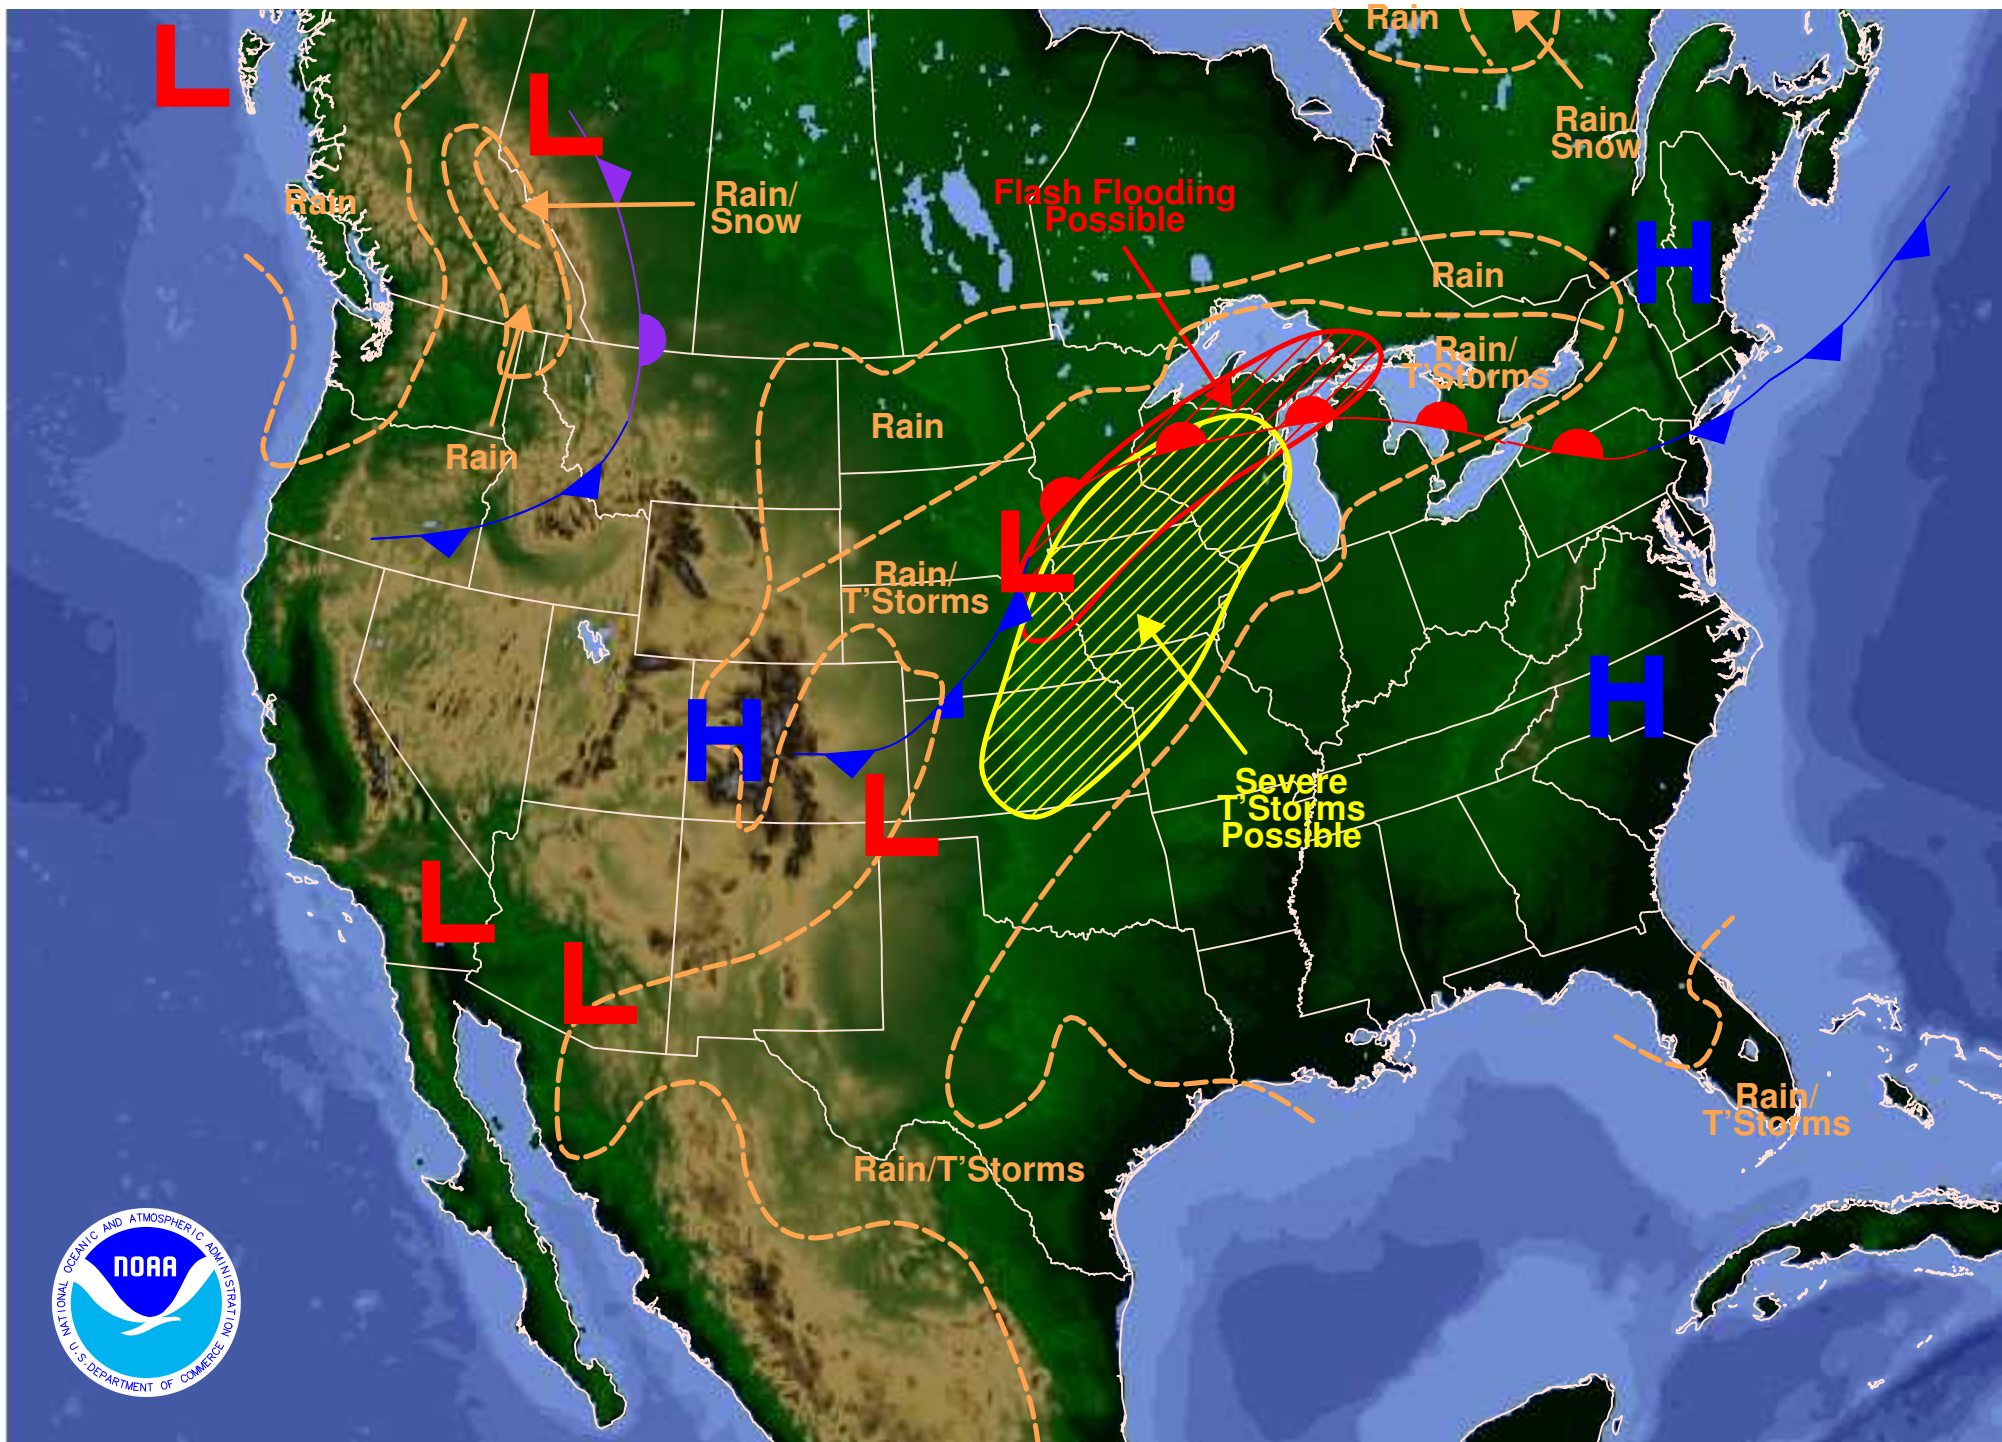 Rain
L
L
Rain/
Snow
Rain
Rain/
Snow
Flash Flooding
Possible
H
Rain
Rain/
T'Storms
Rain
Rain
L
Rain/
T'Storms
H
H
Severe
T'Storms
Possible
L
L
L
Rain/
T'Storms
Rain/T'Storms
NOAA
NATIONAL OCEANIC AND ATMOSPHERIC ADMINISTRATION
U.S. DEPARTMENT OF COMMERCE